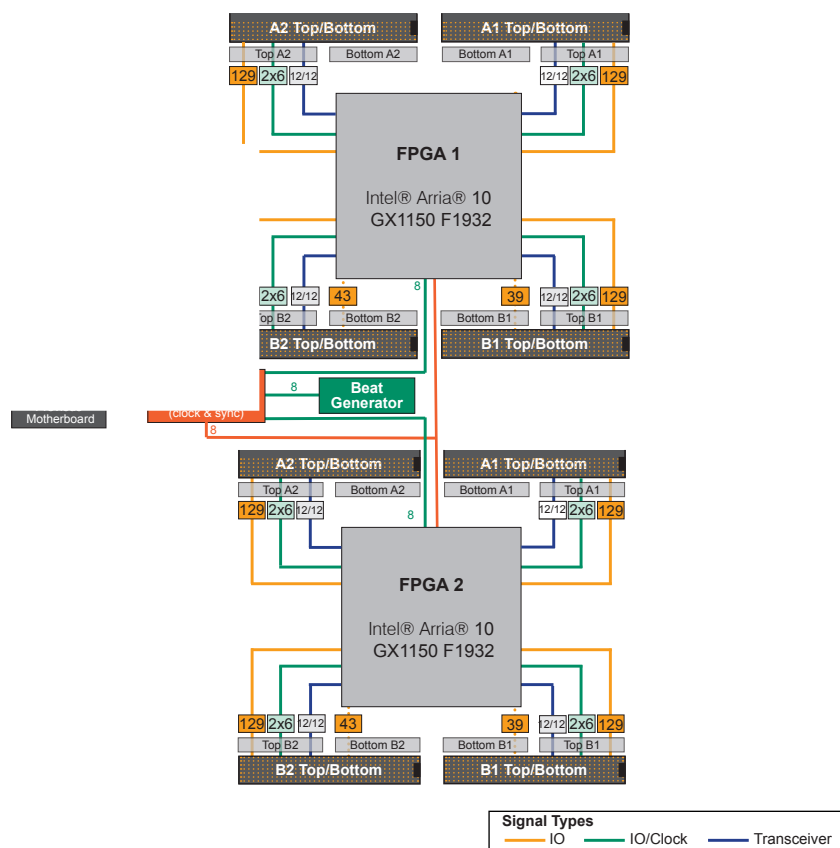 A2 Top/Bottom A1 Top/Bottom
Top A2 Bottom A2 Bottom A1 Top A1
129 2x6 12/12 12/12 2x6 129
FPGA 1
Intel® Arria® 10
GX1150 F1932
8
2x6 12/12 43 39 12/12 2x6 129
op B2 Bottom B2 Bottom B1 Top B1
B2 Top/Bottom B1 Top/Bottom
8 Beat
Generator
Motherboard (clock & sync)
8
A2 Top/Bottom A1 Top/Bottom
Top A2 Bottom A2 Bottom A1 Top A1
129 2x6 12/12 8 12/12 2x6 129
FPGA 2
Intel® Arria® 10
GX1150 F1932
129 2x6 12/12 43 39 12/12 2x6 129
Top B2 Bottom B2 Bottom B1 Top B1
B2 Top/Bottom B1 Top/Bottom
Signal Types
IO IO/Clock Transceiver